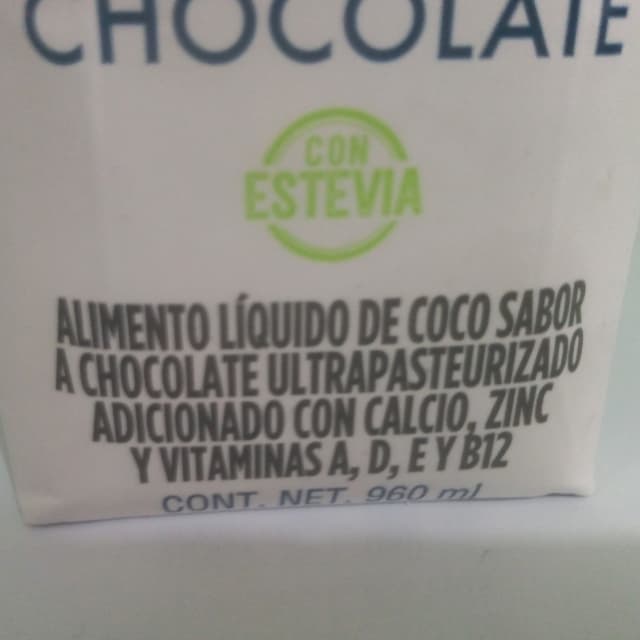 CHOCOLATE
CON
ESTEVIA
ALIMENTO LÍQUIDO DE COCO SABOR
A CHOCOLATE ULTRAPASTEURIZADO
ADICIONADO CON CALCIO, ZINC
Y VITAMINAS A, D, E Y B12
CONT. NET. 960 ml